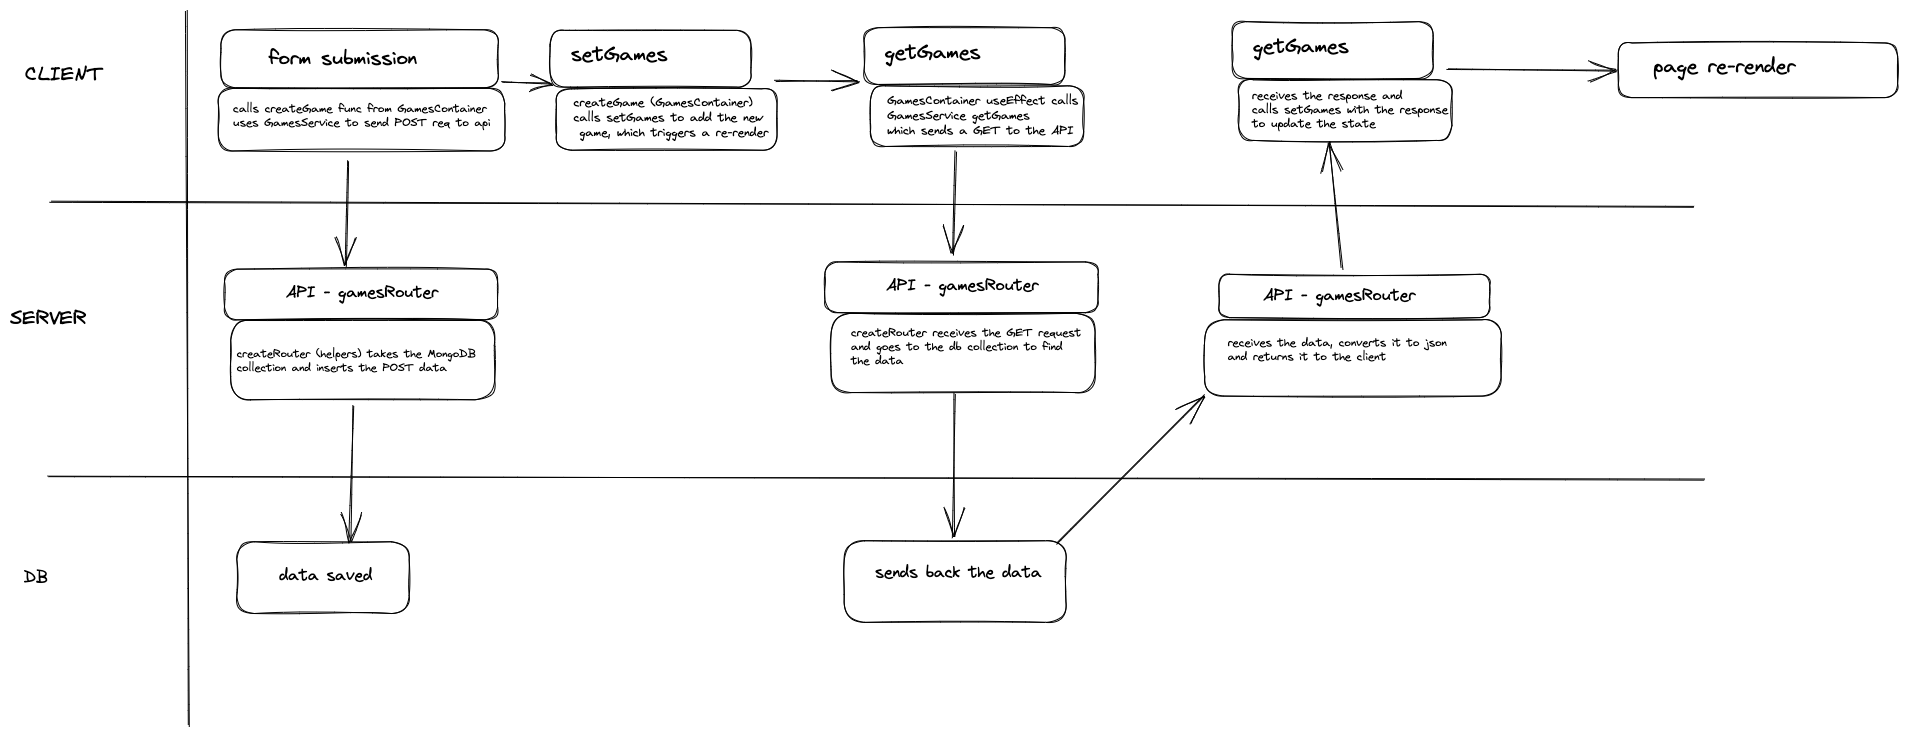 CLIENT
form submission
calls createGame func from GamesContainer
uses GamesService to send POST req to api
setGames
createGame (GamesContainer)
calls setGames to add the new
game, which triggers a re-render
getGames
GamesContainer useEffect calls
GamesService getGames
which sends a GET to the API
getGames
receives the response and
calls setGames with the response
to update the state
page re-render
SERVER
API - gamesRouter
createRouter (helpers) takes the MongoDB
collection and inserts the POST data
API - gamesRouter
createRouter receives the GET request
and goes to the db collection to find
the data
API - gamesRouter
receives the data, converts it to json
and returns it to the client
DB
data saved
sends back the data